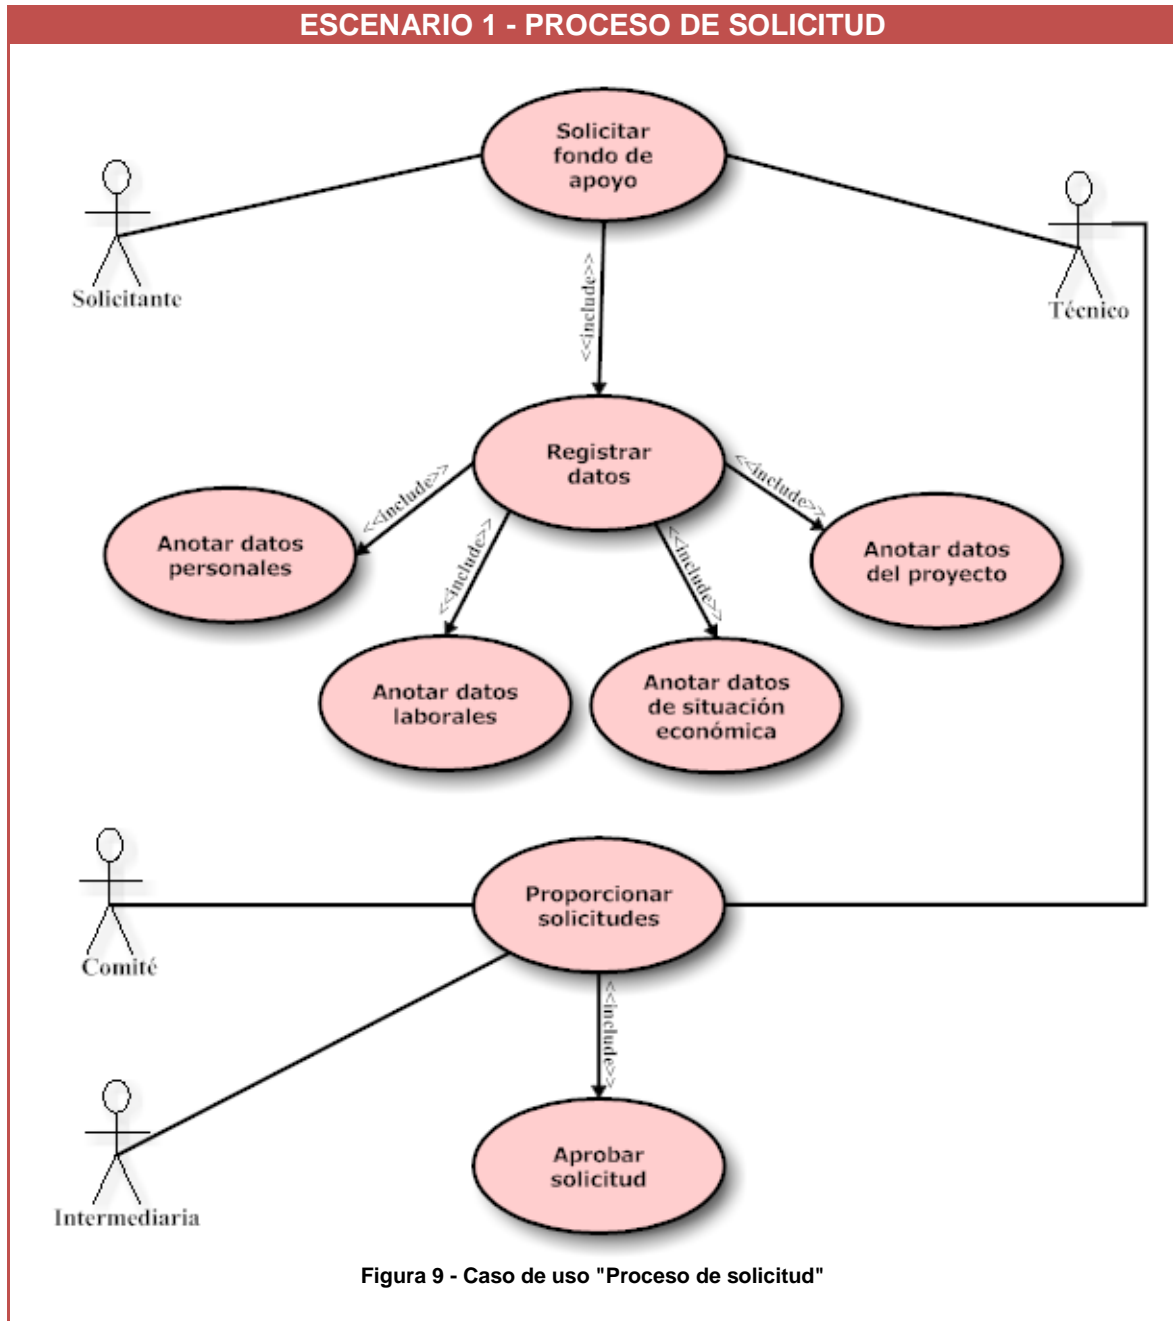 ESCENARIO 1 - PROCESO DE SOLICITUD
Solicitar
fondo de
apoyo
Solicitante
Técnico
<<include>>
Registrar
datos
<<include>>
<<include>>
<<include>>
<<include>>
Anotar datos
personales
Anotar datos
del proyecto
Anotar datos
laborales
Anotar datos
de situación
económica
Proporcionar
solicitudes
Comité
<<include>>
Aprobar
solicitud
Intermediaria
Figura 9 - Caso de uso "Proceso de solicitud"